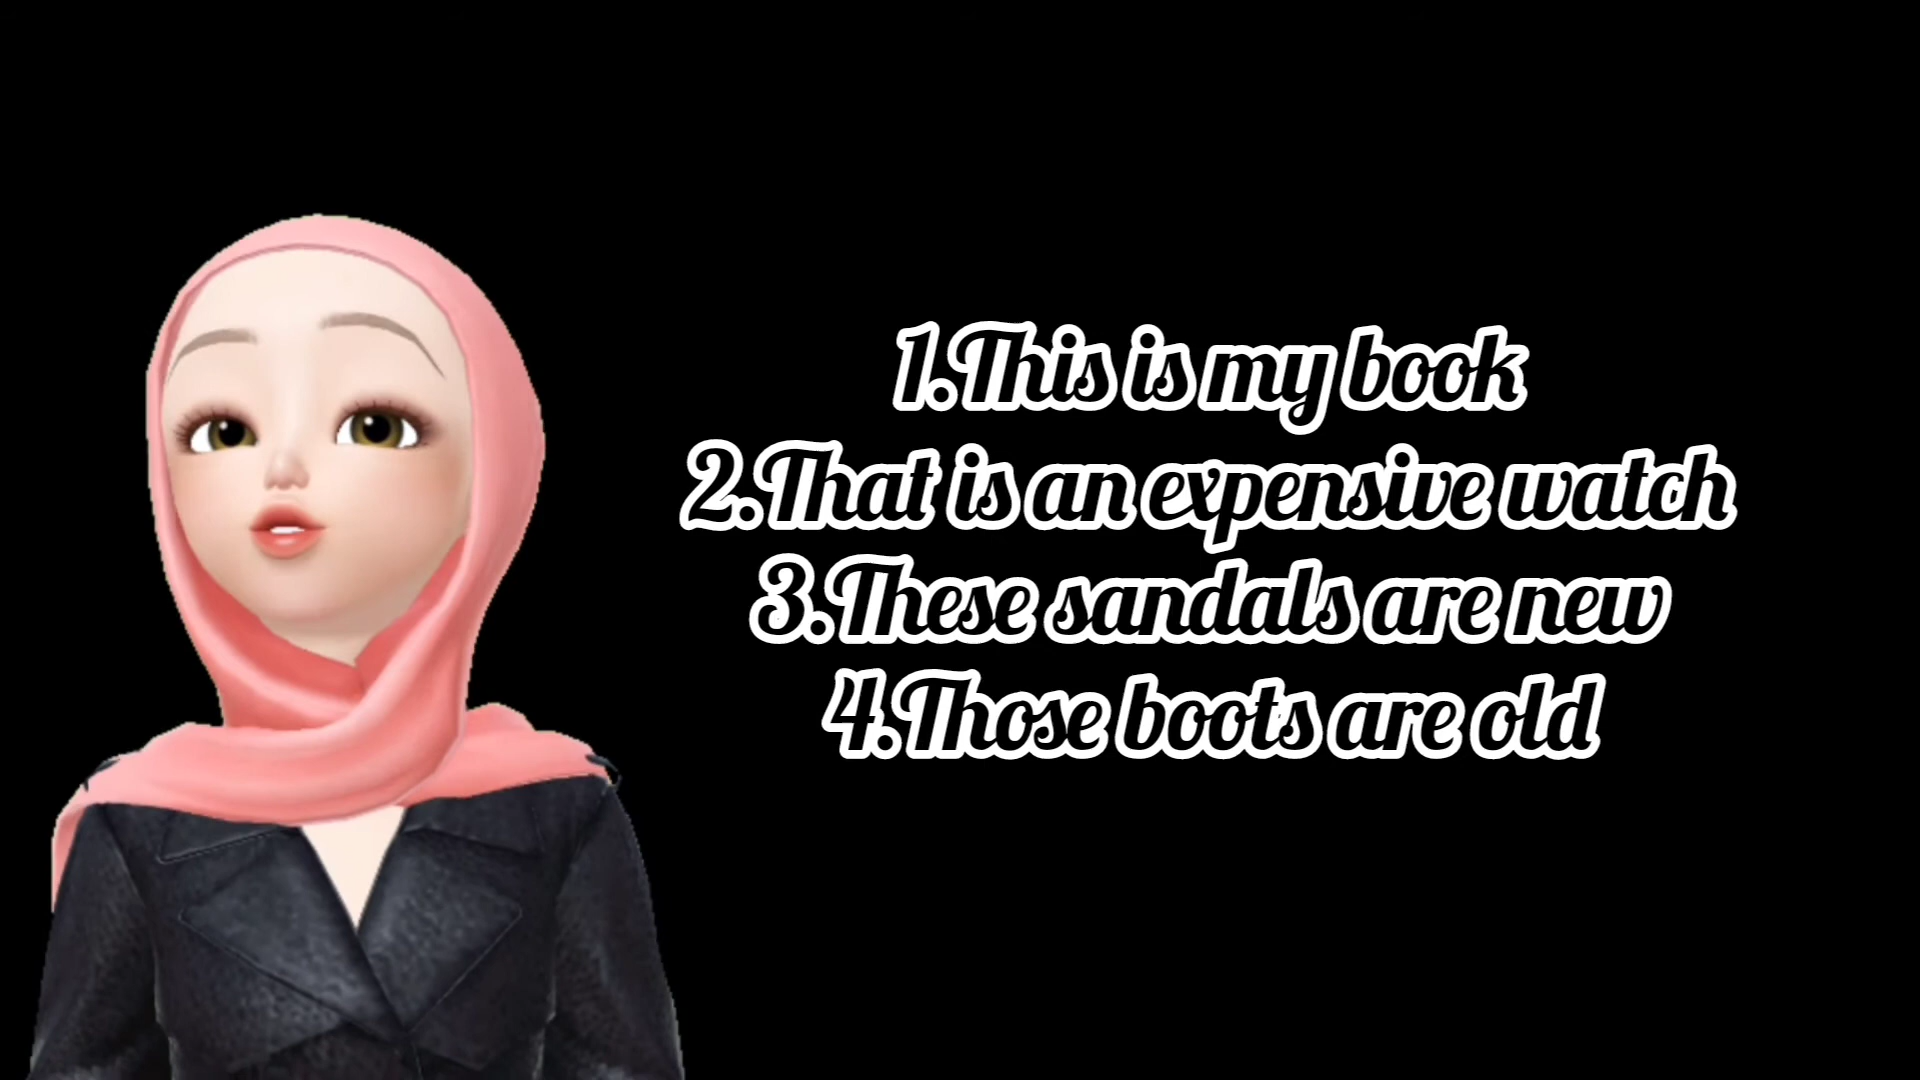 1.This is my book
2.That is an expensive watch
3.These sandals are new
4.Those boots are old